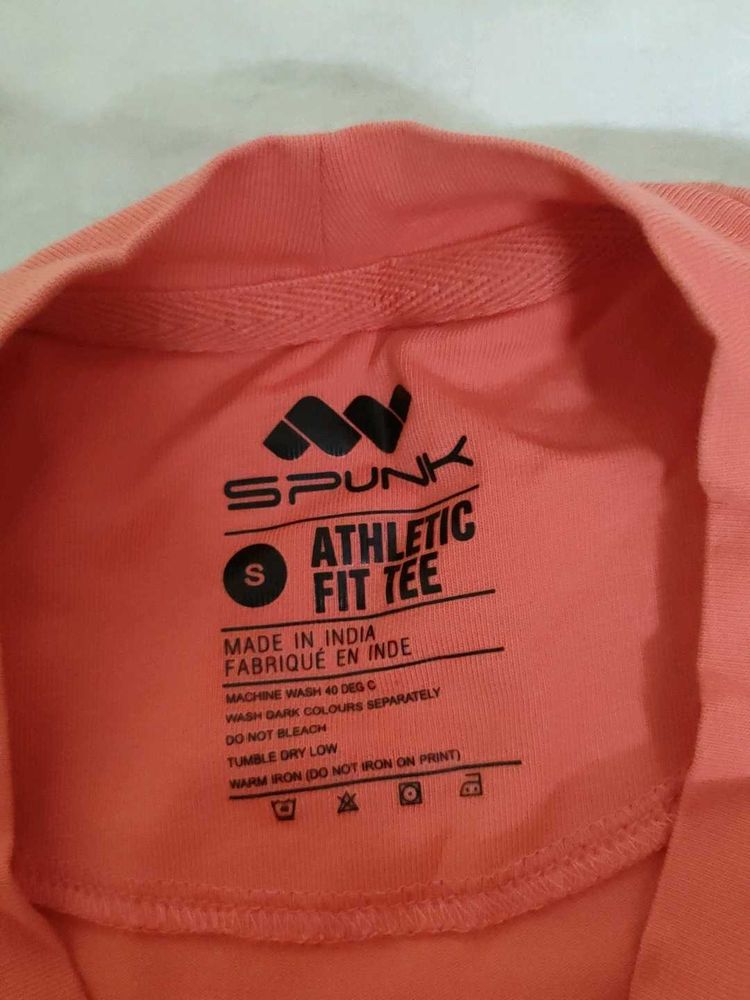 SPUNK
S
ATHLETIC
FIT TEE
MADE IN INDIA
FABRIQUÉ EN INDE
MACHINE WASH 40 DEG C
WASH DARK COLOURS SEPARATELY
DO NOT BLEACH
TUMBLE DRY LOW
WARM IRON (DO NOT IRON ON PRINT)